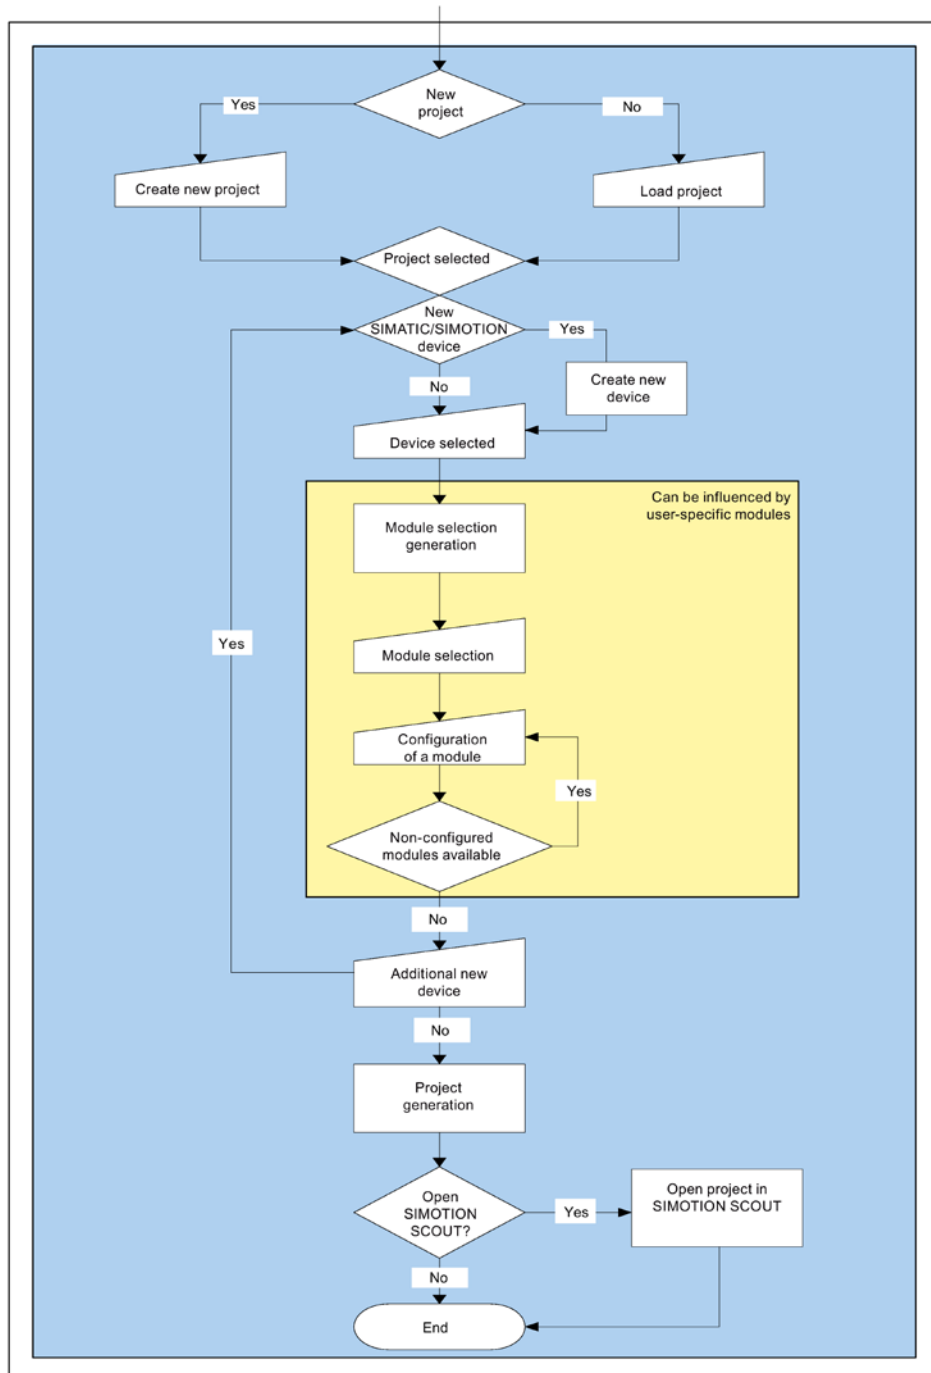 New
project
Yes
No
Create new project
Load project
Project selected
New
SIMATIC/SIMOTION
device
Yes
No
Create new
device
Device selected
Can be influenced by
user-specific modules
Module selection
generation
Yes
Module selection
Configuration
of a module
Yes
Non-configured
modules available
No
Additional new
device
No
Project
generation
Open
SIMOTION
SCOUT?
Yes
Open project in
SIMOTION SCOUT
No
End